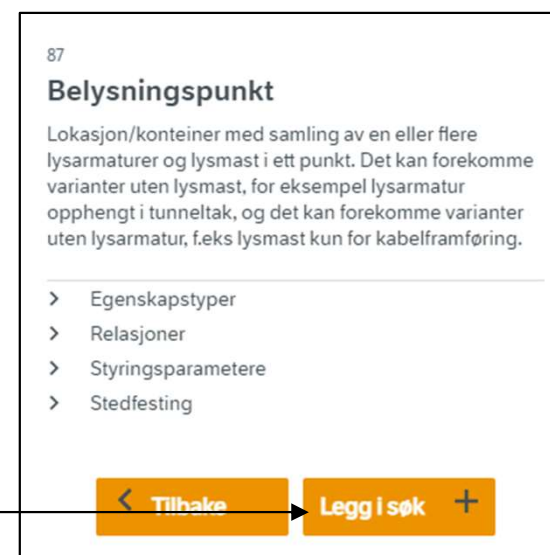 87
Belysningspunkt
Lokasjon/konteiner med samling av en eller flere
lysarmaturer og lysmast i ett punkt. Det kan forekomme
varianter uten lysmast, for eksempel lysarmatur
opphengt i tunneltak, og det kan forekomme varianter
uten lysarmatur, f.eks lysmast kun for kabelframføring.
> Egenskapstyper
> Relasjoner
> Styringsparametere
> Stedfesting
< Tilbake Legg i søk +